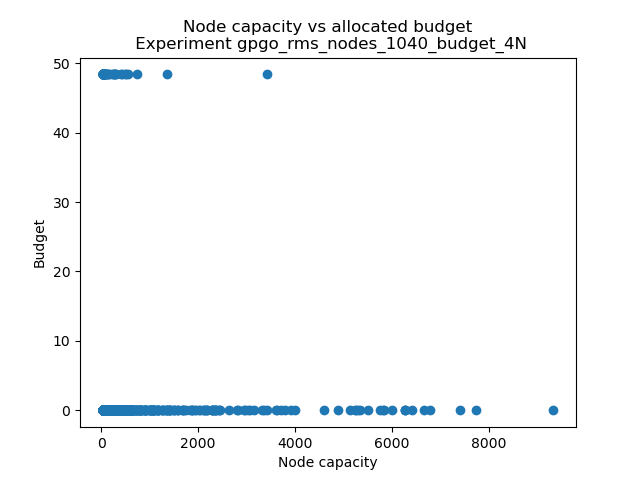 Node capacity vs allocated budget
Experiment gpgo_rms_nodes_1040_budget_4N
50
40
30
20
10
0
Budget
0 2000 4000 6000 8000
Node capacity